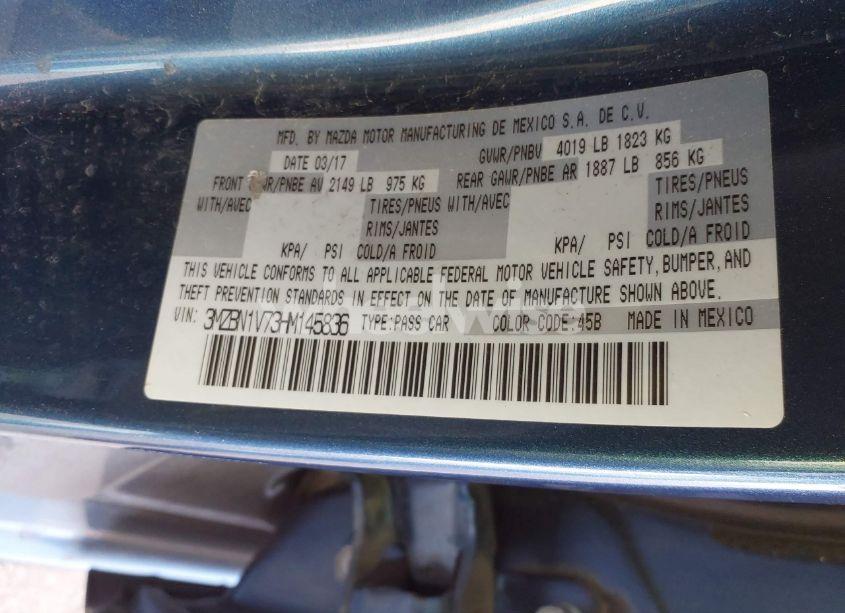 MFD. BY MAZDA MOTOR MANUFACTURING DE MEXICO S.A. DE C.V.
DATE 03/17 GVWR/PNBV 4019 LB 1823 KG
FRONT /PNBE AV 2149 LB 975 KG REAR GAWR/PNBE AR 1887 LB 856 KG
WITH/AVEC TIRES/PNEUS WITH/AVEC TIRES/PNEUS
RIMS/JANTES RIMS/JANTES
KPA/ PSI COLD/A FROID KPA/ PSI COLD/A FROID
THIS VEHICLE CONFORMS TO ALL APPLICABLE FEDERAL MOTOR VEHICLE SAFETY, BUMPER, AND
THEFT PREVENTION STANDARDS IN EFFECT ON THE DATE OF MANUFACTURE SHOWN ABOVE.
VIN: 3MZBN1V73HM145836 TYPE:PASS CAR COLOR CODE:45B MADE IN MEXICO